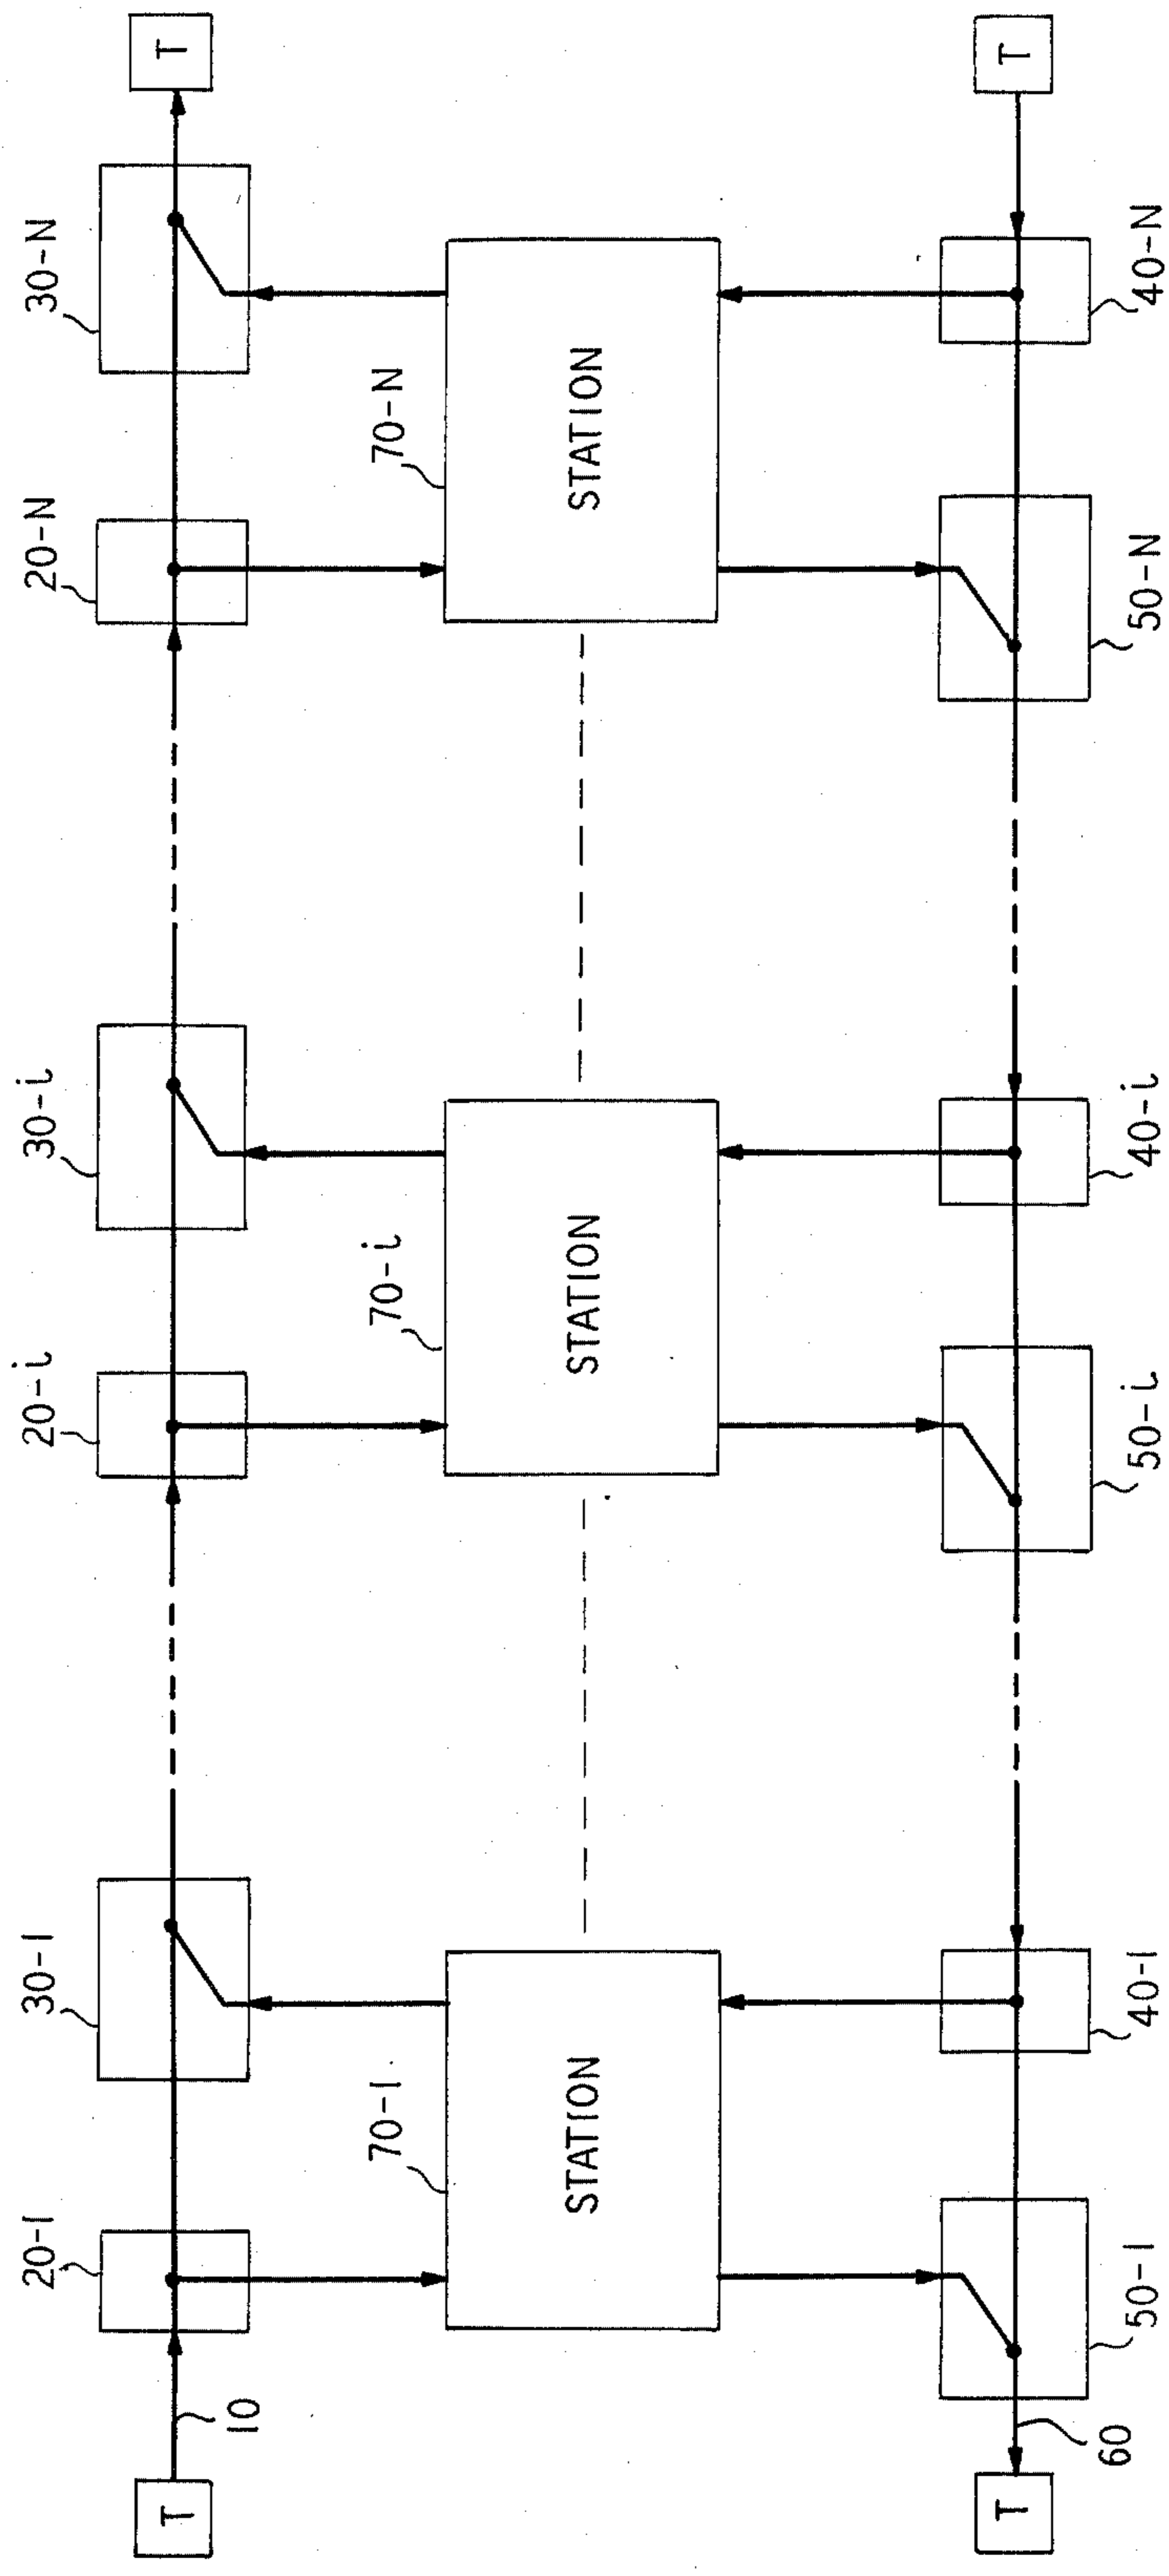 20-1
30-1
20-i
30-i
20-N
30-N
T
T
10
70-1
STATION
70-i
STATION
70-N
STATION
T
T
60
50-1
40-1
50-i
40-i
50-N
40-N